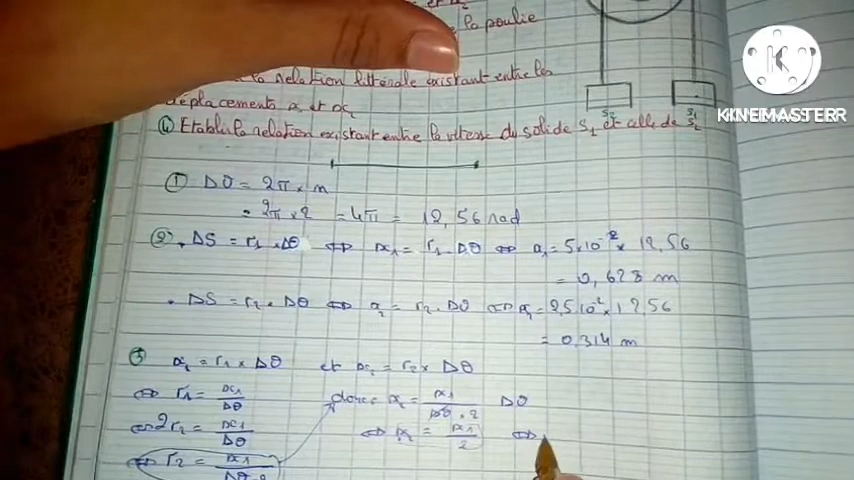 la poulie
la relation littérale existant entre les
déplacements x₁ et x₂
④ Etablir la relation existant entre la vitesse du solide S₁ et celle de S₂
S₂ S₁
KINEMASTER
① Δθ = 2π × n
= 2π × 2 = 4π = 12,56 rad
② • ΔS = r₁ × Δθ ⇔ x₁ = r₁ . Δθ ⇔ x₁ = 5×10⁻² × 12,56
= 0,628 m
• ΔS = r₂ . Δθ ⇔ x₂ = r₂ . Δθ ⇔ x₂ = 2,5 10⁻² × 12,56
= 0,314 m
③ x₁ = r₁ × Δθ et x₂ = r₂ × Δθ
⇔ r₁ = x₁/Δθ donc x₂ = x₁/(Δθ . 2) Δθ
⇔ 2r₂ = x₁/Δθ ⇔ x₂ = x₁/2 ⇔
⇔ r₂ = x₁/(Δθ . 2)